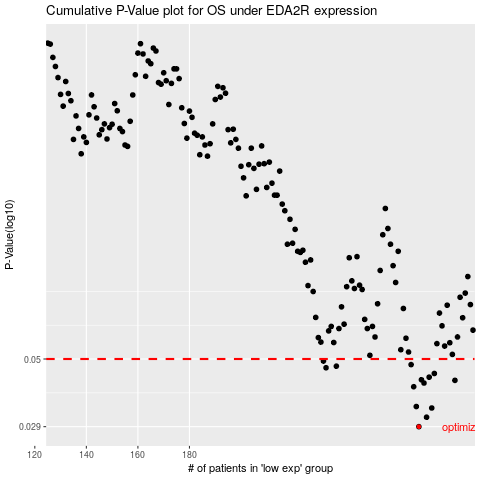 Cumulative P-Value plot for OS under EDA2R expression
P-Value(log10)
0.05
0.029
optimiz
120 140 160 180
# of patients in 'low exp' group